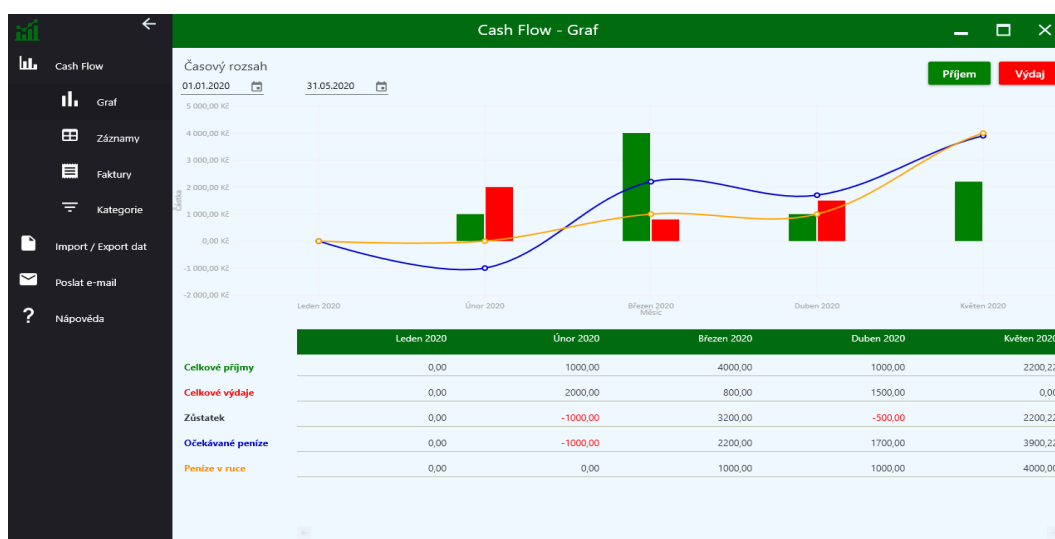 Cash Flow - Graf
Cash Flow
Graf
Záznamy
Faktury
Kategorie
Import / Export dat
Poslat e-mail
Nápověda
Časový rozsah
01.01.2020 31.05.2020
Příjem Výdaj
5 000,00 Kč
4 000,00 Kč
3 000,00 Kč
2 000,00 Kč
1 000,00 Kč
0,00 Kč
-1 000,00 Kč
-2 000,00 Kč
Částka
Leden 2020 Únor 2020 Březen 2020 Duben 2020 Květen 2020
Měsíc
Leden 2020 Únor 2020 Březen 2020 Duben 2020 Květen 2020
Celkové příjmy 0,00 1000,00 4000,00 1000,00 2200,22
Celkové výdaje 0,00 2000,00 800,00 1500,00 0,00
Zůstatek 0,00 -1000,00 3200,00 -500,00 2200,22
Očekávané peníze 0,00 -1000,00 2200,00 1700,00 3900,22
Peníze v ruce 0,00 0,00 1000,00 1000,00 4000,00